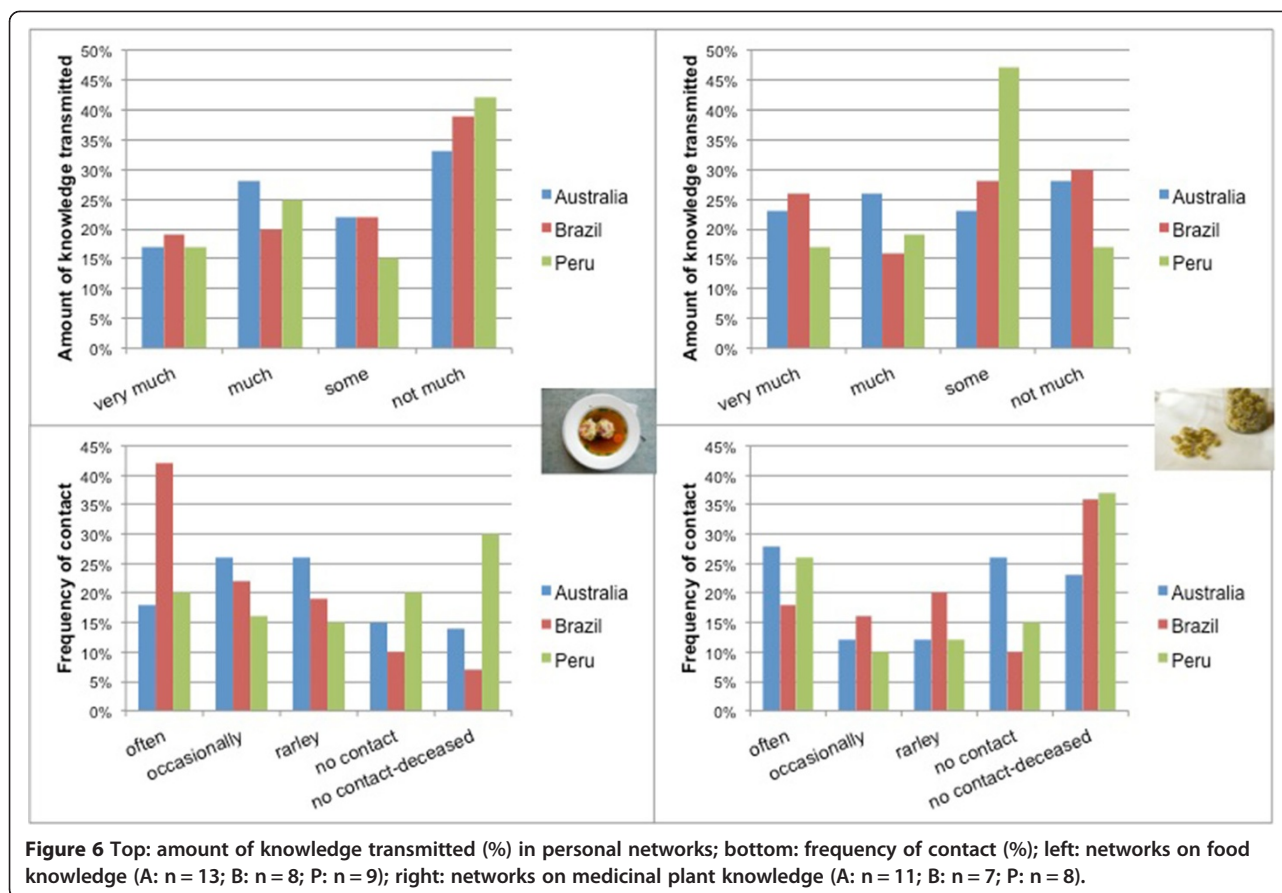 Amount of knowledge transmitted
50%
45%
40%
35%
30%
25%
20%
15%
10%
5%
0%
very much
much
some
not much
Australia
Brazil
Peru
Amount of knowledge transmitted
50%
45%
40%
35%
30%
25%
20%
15%
10%
5%
0%
very much
much
some
not much
Australia
Brazil
Peru
Frequency of contact
45%
40%
35%
30%
25%
20%
15%
10%
5%
0%
often
occasionally
rarley
no contact
no contact-deceased
Australia
Brazil
Peru
Frequency of contact
45%
40%
35%
30%
25%
20%
15%
10%
5%
0%
often
occasionally
rarley
no contact
no contact-deceased
Australia
Brazil
Peru
Figure 6 Top: amount of knowledge transmitted (%) in personal networks; bottom: frequency of contact (%); left: networks on food
knowledge (A: n = 13; B: n = 8; P: n = 9); right: networks on medicinal plant knowledge (A: n = 11; B: n = 7; P: n = 8).